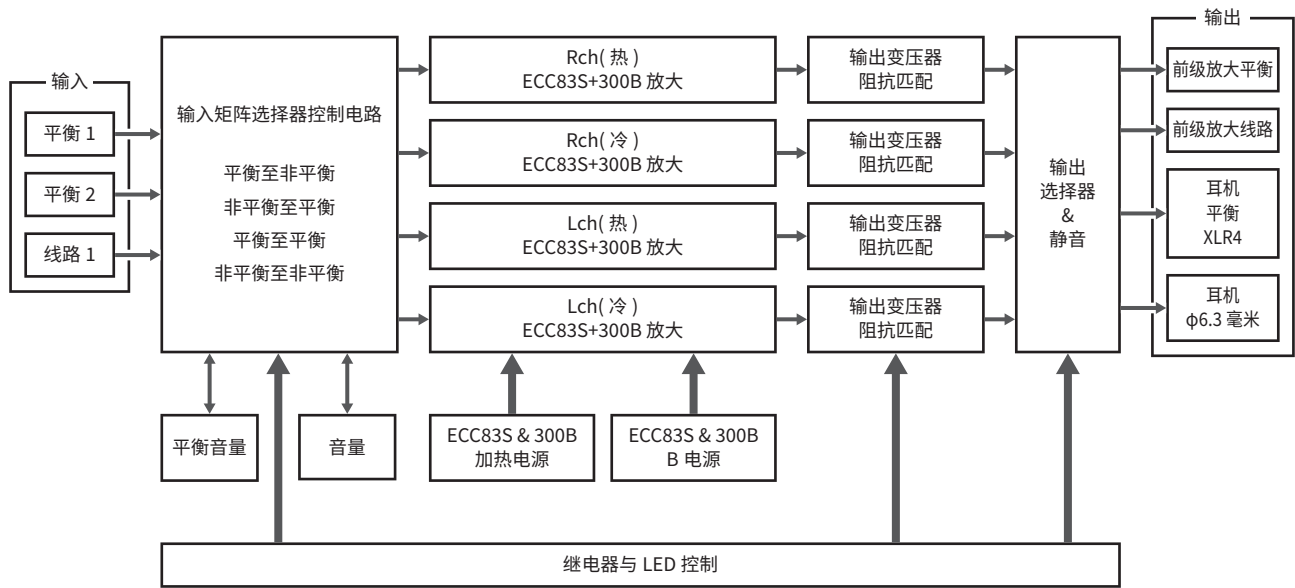 输入
平衡 1
平衡 2
线路 1
输入矩阵选择器控制电路
平衡至非平衡
非平衡至平衡
平衡至平衡
非平衡至非平衡
Rch( 热 )
ECC83S+300B 放大
Rch( 冷 )
ECC83S+300B 放大
Lch( 热 )
ECC83S+300B 放大
Lch( 冷 )
ECC83S+300B 放大
输出变压器
阻抗匹配
输出变压器
阻抗匹配
输出变压器
阻抗匹配
输出变压器
阻抗匹配
输出
选择器
&
静音
输出
前级放大平衡
前级放大线路
耳机
平衡
XLR4
耳机
φ6.3 毫米
平衡音量
音量
ECC83S & 300B
加热电源
ECC83S & 300B
B 电源
继电器与 LED 控制